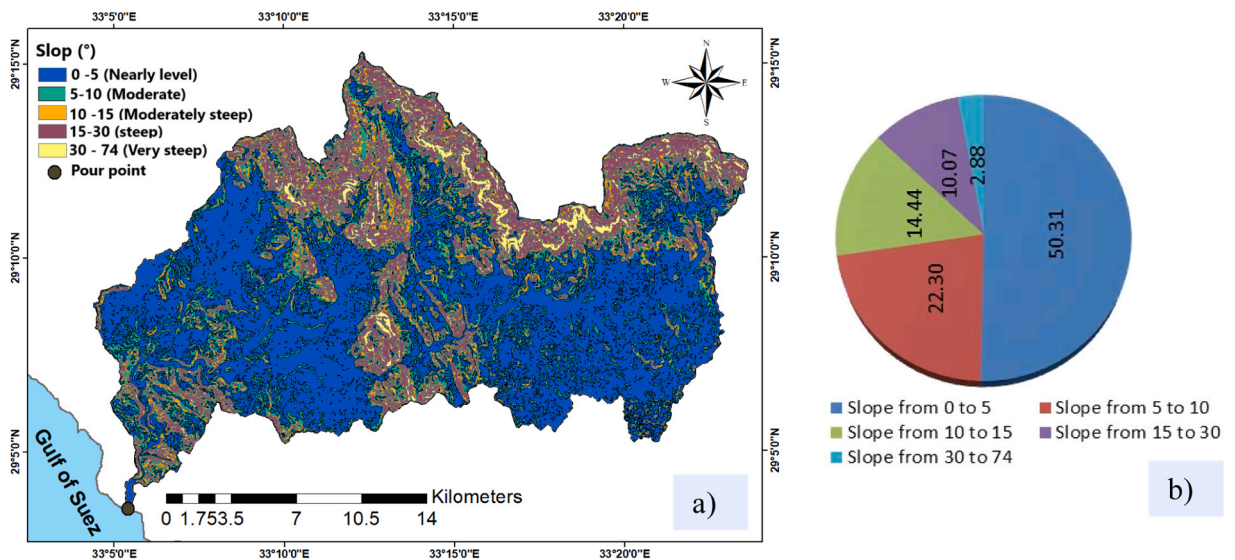 33°5'0"E 33°10'0"E 33°15'0"E 33°20'0"E
29°15'0"N
29°10'0"N
29°5'0"N
Slop (°)
0 -5 (Nearly level)
5-10 (Moderate)
10 -15 (Moderately steep)
15-30 (steep)
30 - 74 (Very steep)
Pour point
N
W E
S
29°15'0"N
29°10'0"N
29°5'0"N
Gulf of Suez
Kilometers
0 1.753.5 7 10.5 14
a)
33°5'0"E 33°10'0"E 33°15'0"E 33°20'0"E
b)
50.31
22.30
14.44
10.07
2.88
Slope from 0 to 5 Slope from 5 to 10
Slope from 10 to 15 Slope from 15 to 30
Slope from 30 to 74
b)